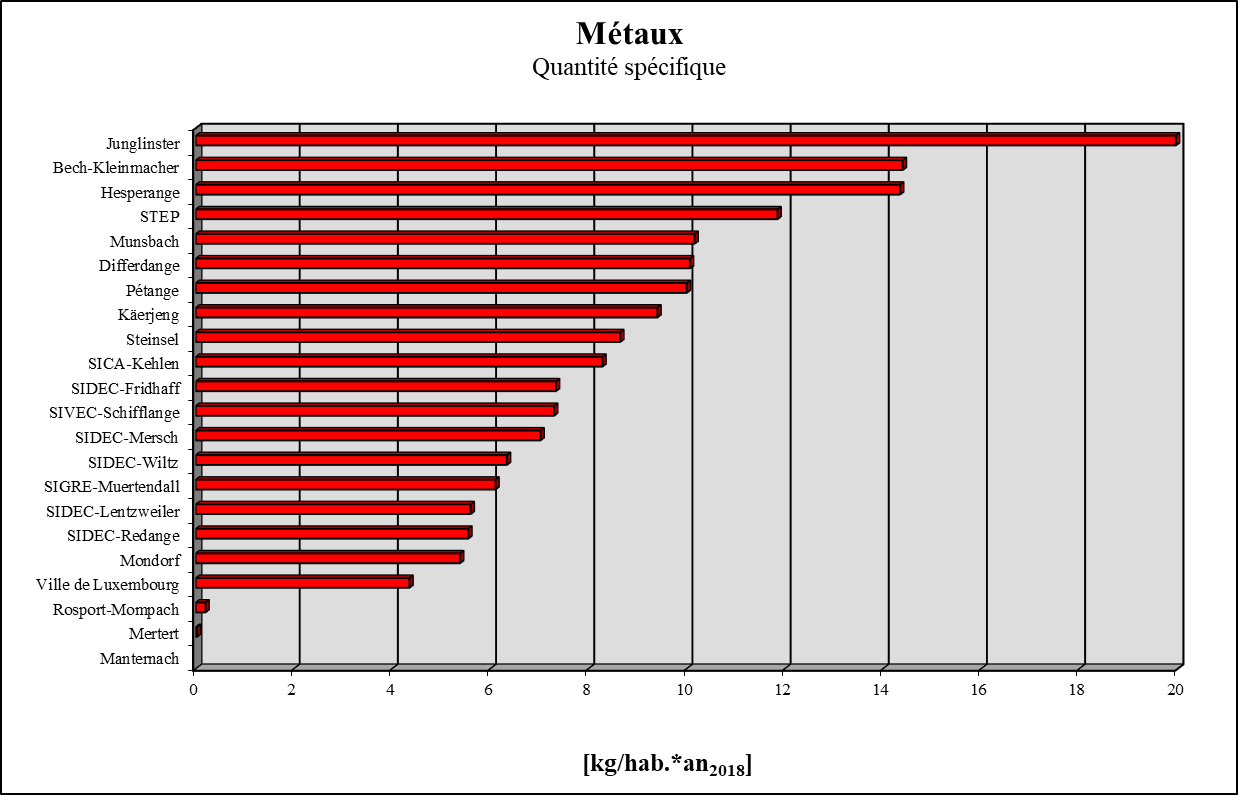 Métaux
Quantité spécifique
Junglinster
Bech-Kleinmacher
Hesperange
STEP
Munsbach
Differdange
Pétange
Käerjeng
Steinsel
SICA-Kehlen
SIDEC-Fridhaff
SIVEC-Schifflange
SIDEC-Mersch
SIDEC-Wiltz
SIGRE-Muertendall
SIDEC-Lentzweiler
SIDEC-Redange
Mondorf
Ville de Luxembourg
Rosport-Mompach
Mertert
Manternach
0 2 4 6 8 10 12 14 16 18 20
[kg/hab.*an2018]